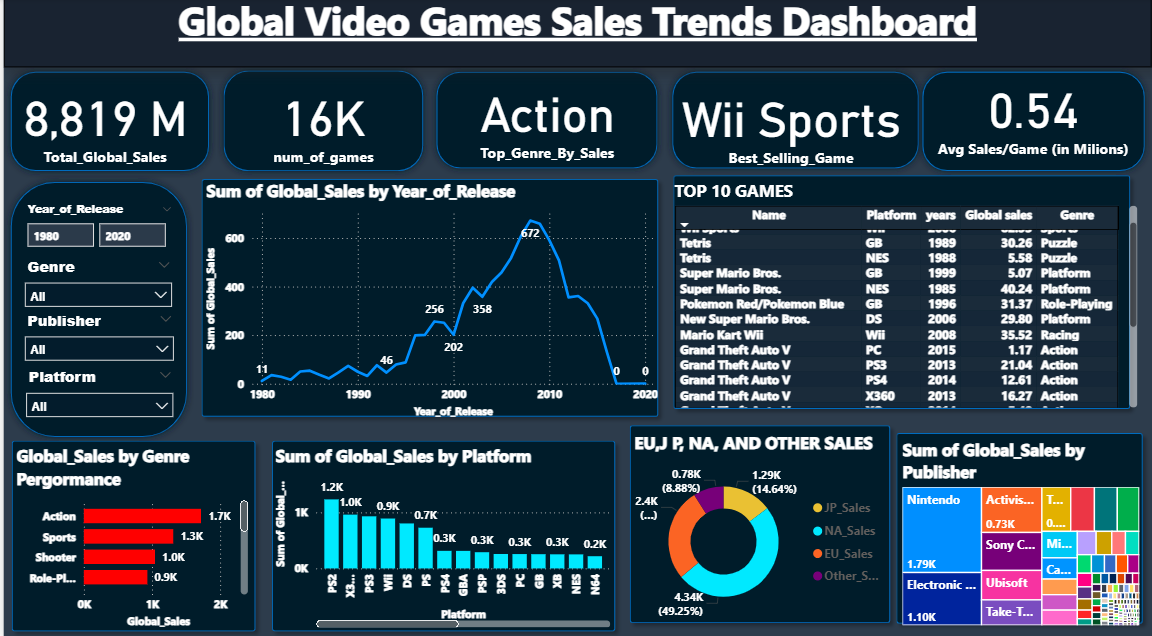 Global Video Games Sales Trends Dashboard
8,819 M
Total_Global_Sales
16K
num_of_games
Action
Top_Genre_By_Sales
Wii Sports
Best_Selling_Game
0.54
Avg Sales/Game (in Milions)
Year_of_Release
1980 2020
Genre
All
Publisher
All
Platform
All
Sum of Global_Sales by Year_of_Release
Sum of Global_Sales
600
400
200
0
11
46
256
202
358
672
0
0
1980 1990 2000 2010 2020
Year_of_Release
TOP 10 GAMES
Name Platform years Global sales Genre
Tetris GB 1989 30.26 Puzzle
Tetris NES 1988 5.58 Puzzle
Super Mario Bros. GB 1999 5.07 Platform
Super Mario Bros. NES 1985 40.24 Platform
Pokemon Red/Pokemon Blue GB 1996 31.37 Role-Playing
New Super Mario Bros. DS 2006 29.80 Platform
Mario Kart Wii Wii 2008 35.52 Racing
Grand Theft Auto V PC 2015 1.17 Action
Grand Theft Auto V PS3 2013 21.04 Action
Grand Theft Auto V PS4 2014 12.61 Action
Grand Theft Auto V X360 2013 16.27 Action
Global_Sales by Genre
Pergormance
Action 1.7K
Sports 1.3K
Shooter 1.0K
Role-Pl... 0.9K
0K 1K 2K
Global_Sales
Sum of Global_Sales by Platform
Sum of Global_...
1K
0K
1.2K 1.0K 0.9K 0.7K 0.3K 0.3K 0.3K 0.3K 0.2K
PS2 X3... PS3 Wii DS PS PS4 GBA PSP 3DS PC GB XB NES N64
Platform
EU,J P, NA, AND OTHER SALES
0.78K
(8.88%)
1.29K
(14.64%)
2.4K
(...)
4.34K
(49.25%)
JP_Sales
NA_Sales
EU_Sales
Other_S...
Sum of Global_Sales by
Publisher
Nintendo
1.79K
Electronic ...
1.10K
Activis...
0.73K
Sony C...
Ubisoft
Take-T...
T...
0....
Mi...
Ca...